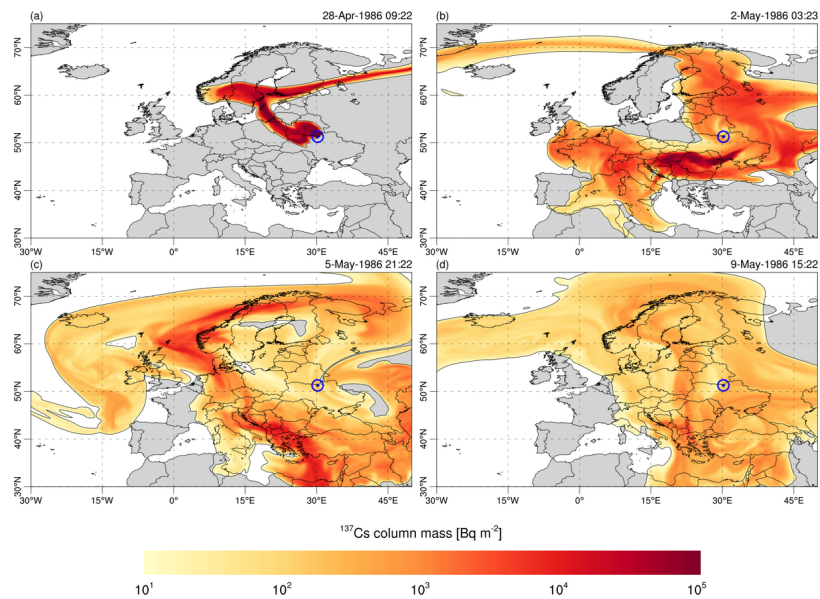 (a) 28-Apr-1986 09:22
(b) 2-May-1986 03:23
70°N
60°N
50°N
40°N
30°N
30°W 15°W 0° 15°E 30°E 45°E
70°N
60°N
50°N
40°N
30°N
30°W 15°W 0° 15°E 30°E 45°E
(c) 5-May-1986 21:22
(d) 9-May-1986 15:22
70°N
60°N
50°N
40°N
30°N
30°W 15°W 0° 15°E 30°E 45°E
70°N
60°N
50°N
40°N
30°N
30°W 15°W 0° 15°E 30°E 45°E
¹³⁷Cs column mass [Bq m⁻²]
10¹ 10² 10³ 10⁴ 10⁵